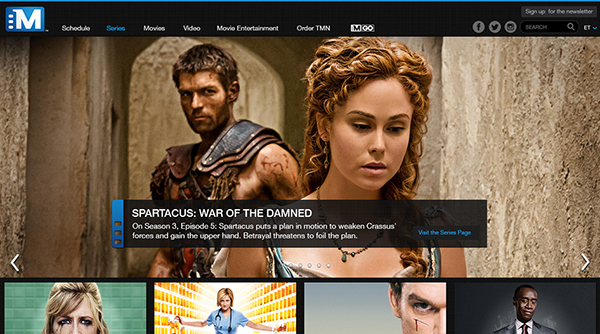 M
TM
Sign up for the newsletter
Schedule Series Movies Video Movie Entertainment Order TMN M GO
SEARCH ET
SPARTACUS: WAR OF THE DAMNED
On Season 3, Episode 5: Spartacus puts a plan in motion to weaken Crassus'
forces and gain the upper hand. Betrayal threatens to foil the plan.
Visit the Series Page